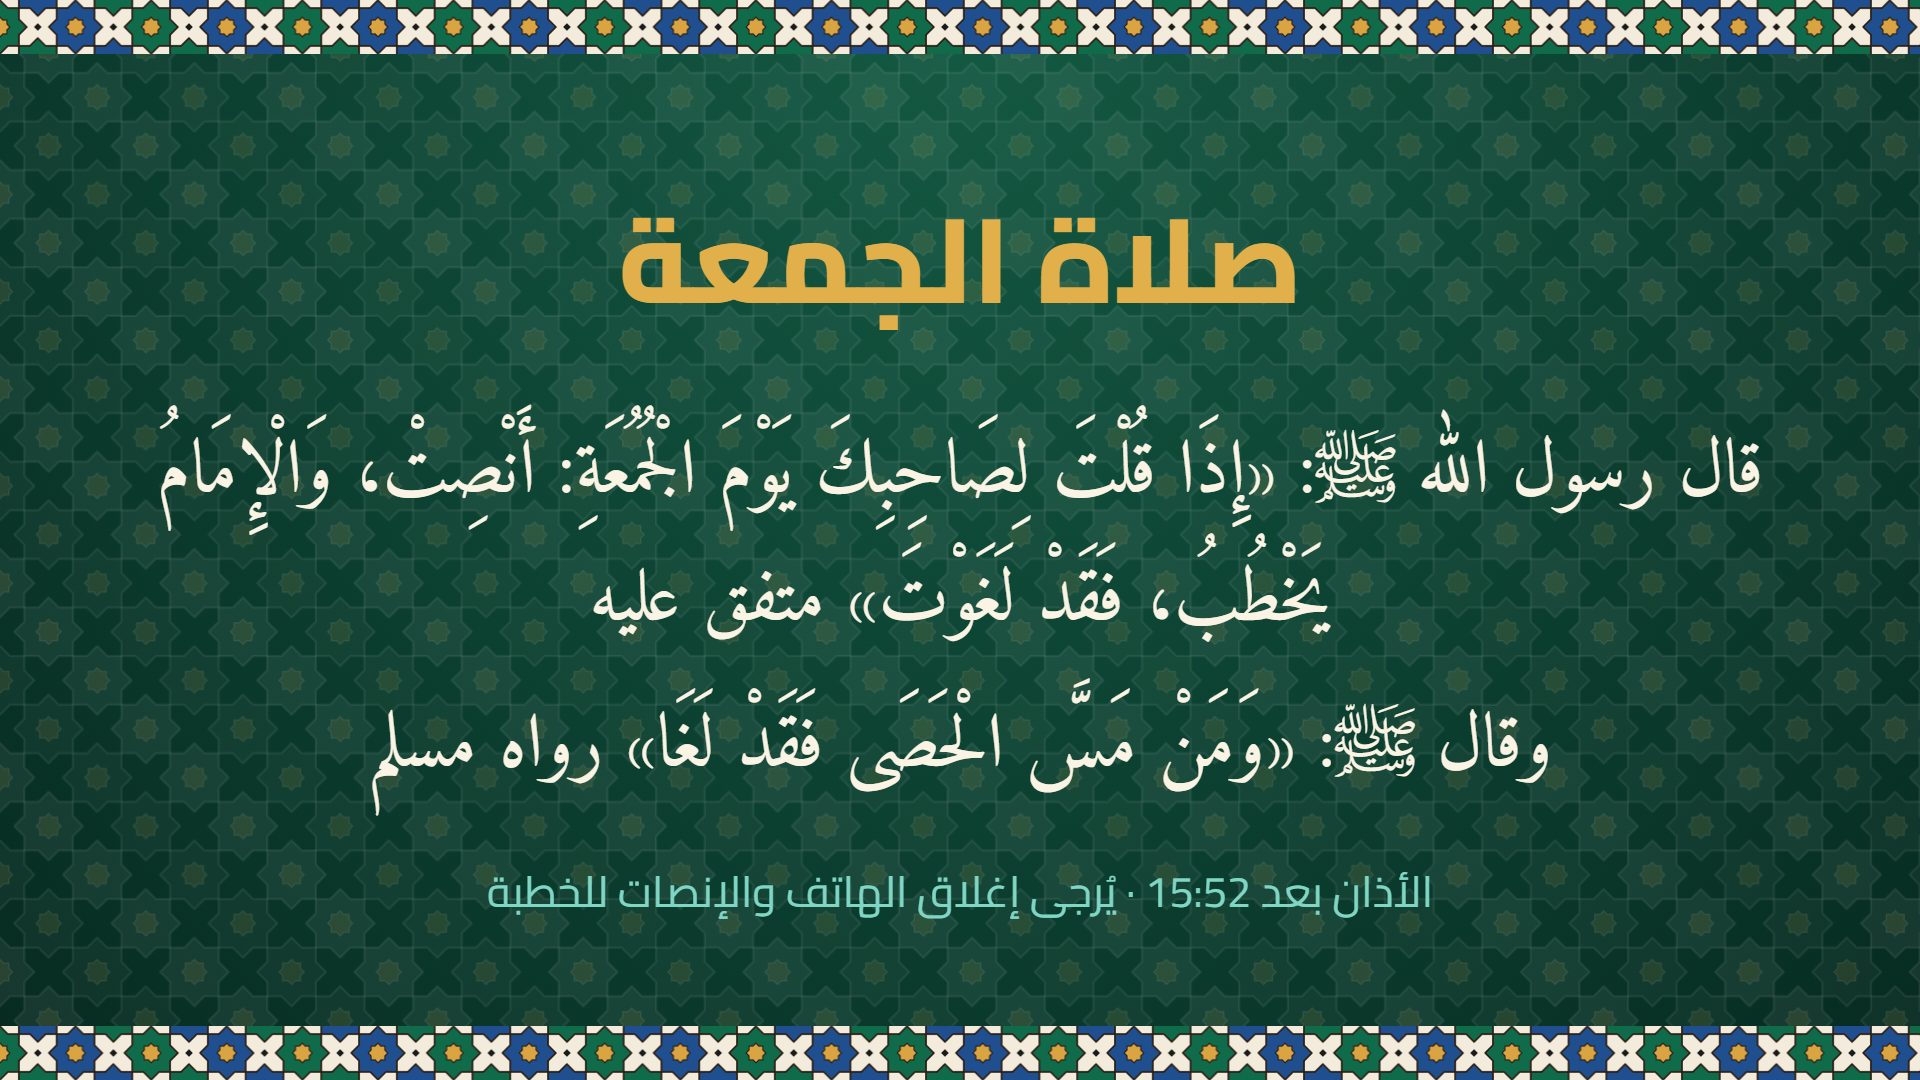 صلاة الجمعة
قال رسول الله ﷺ: «إِذَا قُلْتَ لِصَاحِبِكَ يَوْمَ الْجُمُعَةِ: أَنْصِتْ، وَالْإِمَامُ
يَخْطُبُ، فَقَدْ لَغَوْتَ» متفق عليه
وقال ﷺ: «وَمَنْ مَسَّ الْحَصَى فَقَدْ لَغَا» رواه مسلم
الأذان بعد 15:52 · يُرجى إغلاق الهاتف والإنصات للخطبة